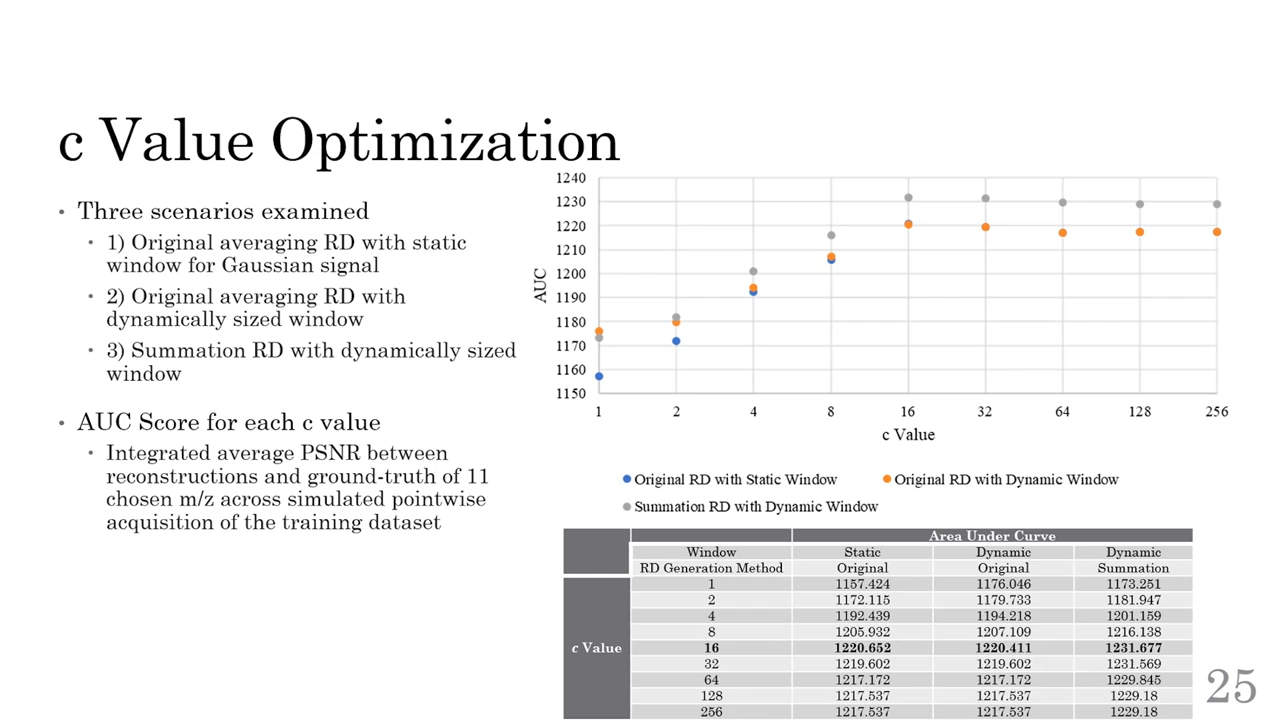 c Value Optimization
• Three scenarios examined
• 1) Original averaging RD with static
window for Gaussian signal
• 2) Original averaging RD with
dynamically sized window
• 3) Summation RD with dynamically sized
window
• AUC Score for each c value
• Integrated average PSNR between
reconstructions and ground-truth of 11
chosen m/z across simulated pointwise
acquisition of the training dataset
AUC
1240
1230
1220
1210
1200
1190
1180
1170
1160
1150
1 2 4 8 16 32 64 128 256
c Value
Original RD with Static Window Original RD with Dynamic Window
Summation RD with Dynamic Window
Area Under Curve
Window Static Dynamic Dynamic
RD Generation Method Original Original Summation
c Value
1 1157.424 1176.046 1173.251
2 1172.115 1179.733 1181.947
4 1192.439 1194.218 1201.159
8 1205.932 1207.109 1216.138
16 1220.652 1220.411 1231.677
32 1219.602 1219.602 1231.569
64 1217.172 1217.172 1229.845
128 1217.537 1217.537 1229.18
256 1217.537 1217.537 1229.18
25